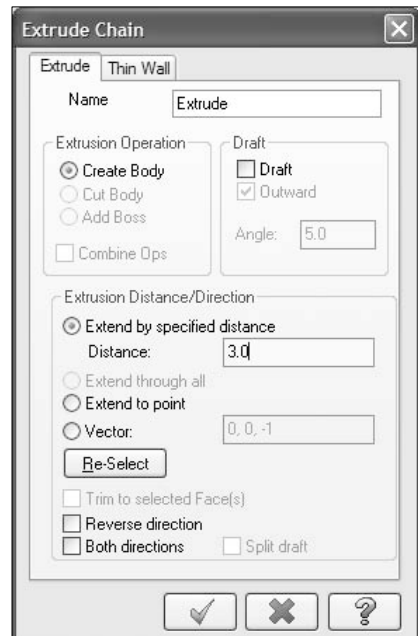 Extrude Chain
Extrude Thin Wall
Name Extrude
Extrusion Operation
Create Body
Cut Body
Add Boss
Combine Ops
Draft
Draft
Outward
Angle: 5.0
Extrusion Distance/Direction
Extend by specified distance
Distance: 3.0
Extend through all
Extend to point
Vector: 0, 0, -1
Re-Select
Trim to selected Face(s)
Reverse direction
Both directions Split draft
?